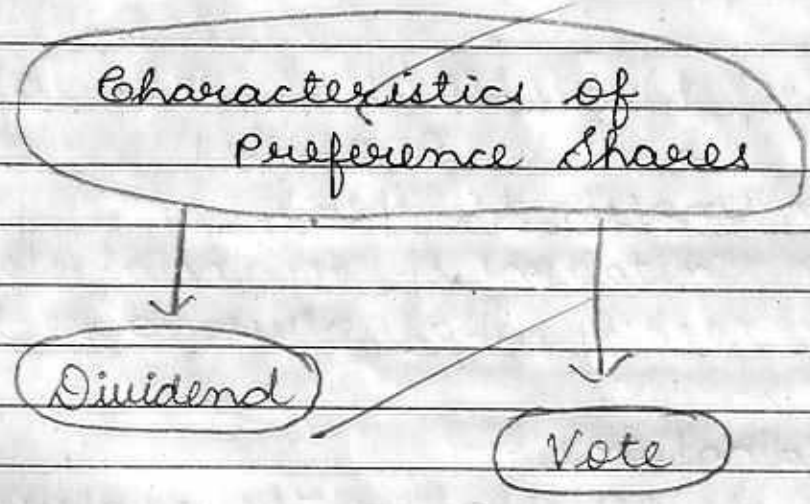 Characteristics of
Preference Shares
Dividend
Vote